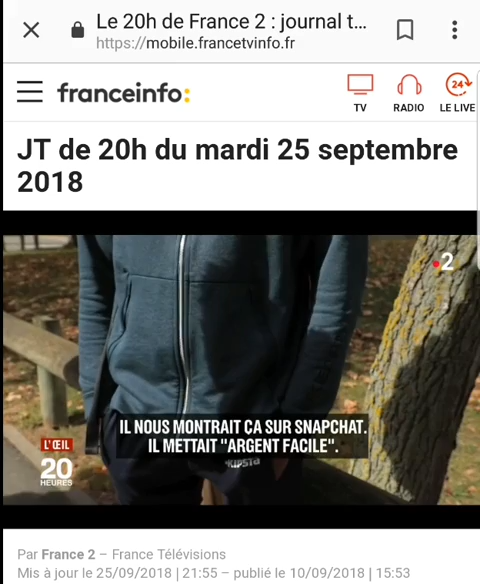 Le 20h de France 2 : journal t...
https://mobile.francetvinfo.fr
franceinfo:
TV
RADIO
24
LE LIVE
JT de 20h du mardi 25 septembre
2018
2
IL NOUS MONTRAIT ÇA SUR SNAPCHAT.
IL METTAIT "ARGENT FACILE".
L'ŒIL
20
HEURES
KIPSTA
Par France 2 – France Télévisions
Mis à jour le 25/09/2018 | 21:55 – publié le 10/09/2018 | 15:53